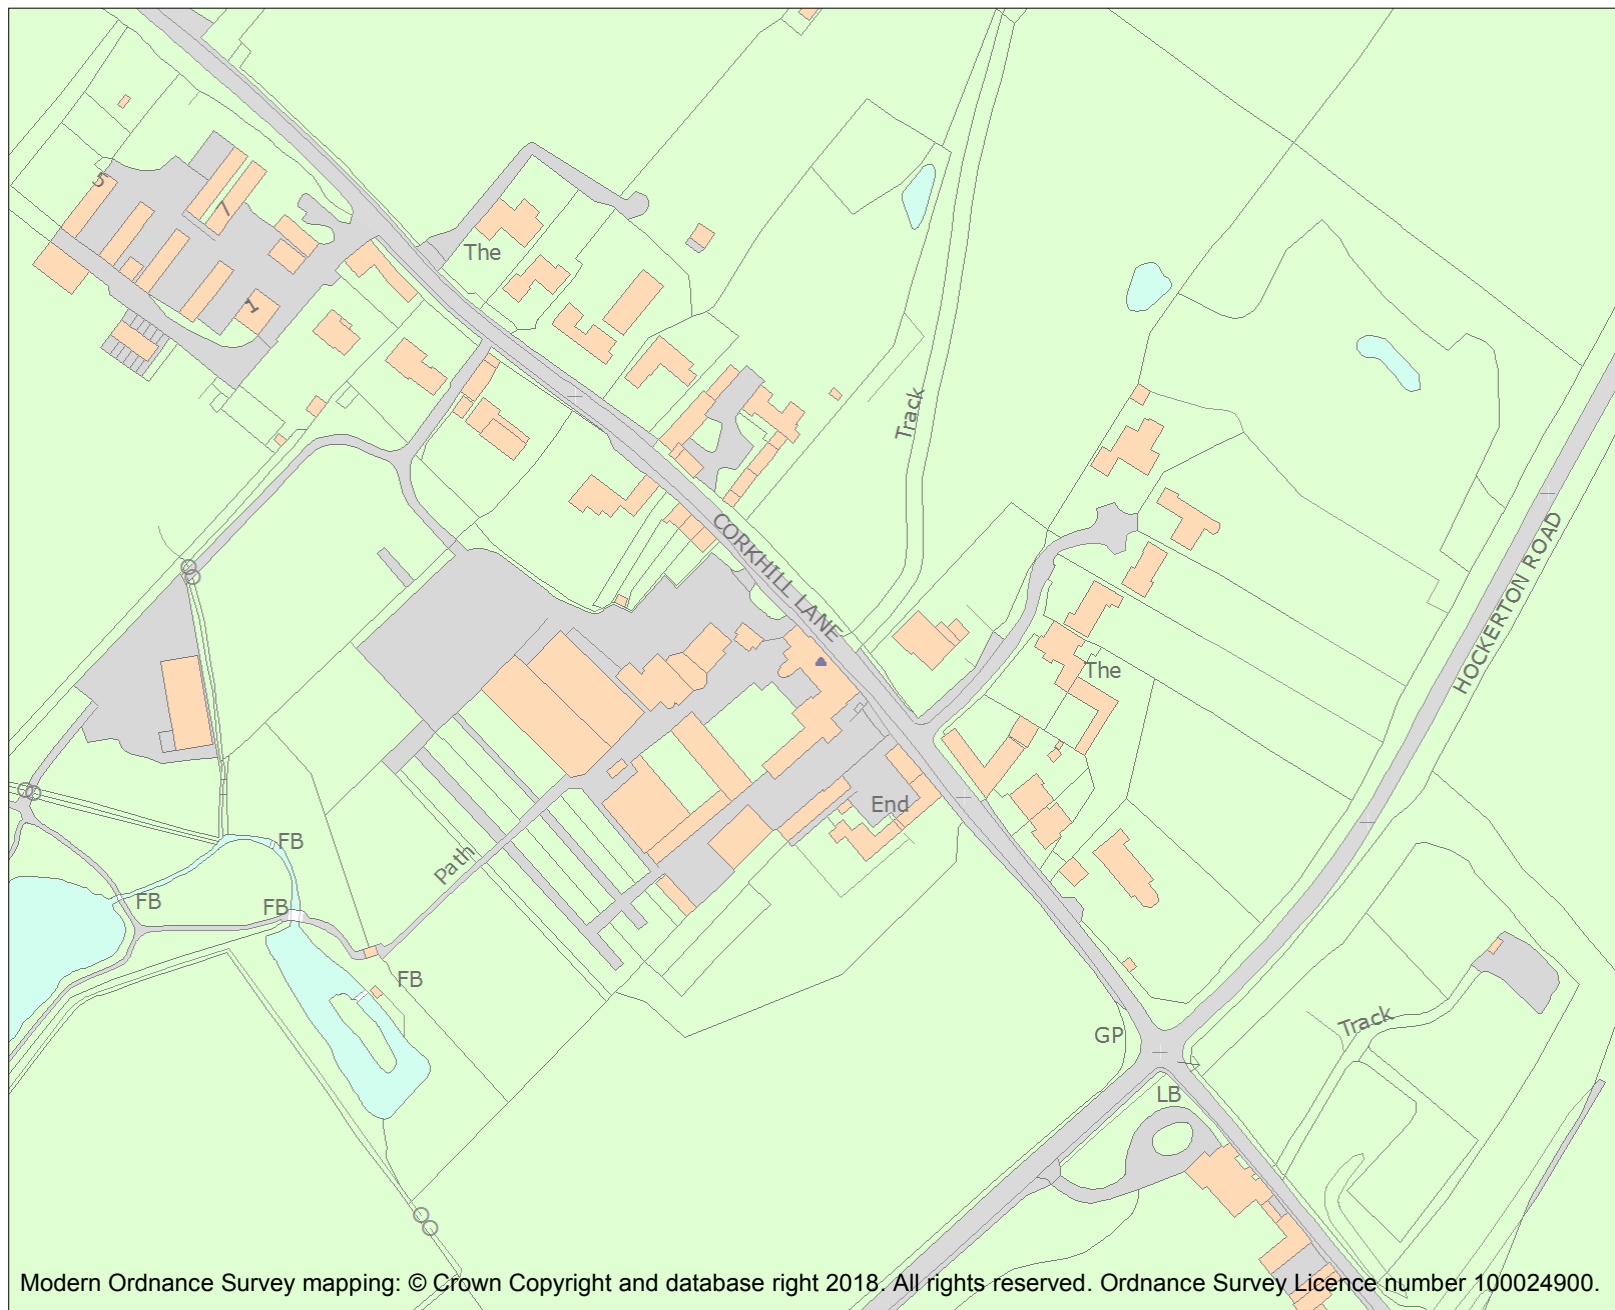 5
7
The
1
Track
CORKHILL LANE
HOCKERTON ROAD
The
End
Path
FB
FB
FB
FB
Track
GP
LB
Modern Ordnance Survey mapping: © Crown Copyright and database right 2018. All rights reserved. Ordnance Survey Licence number 100024900.